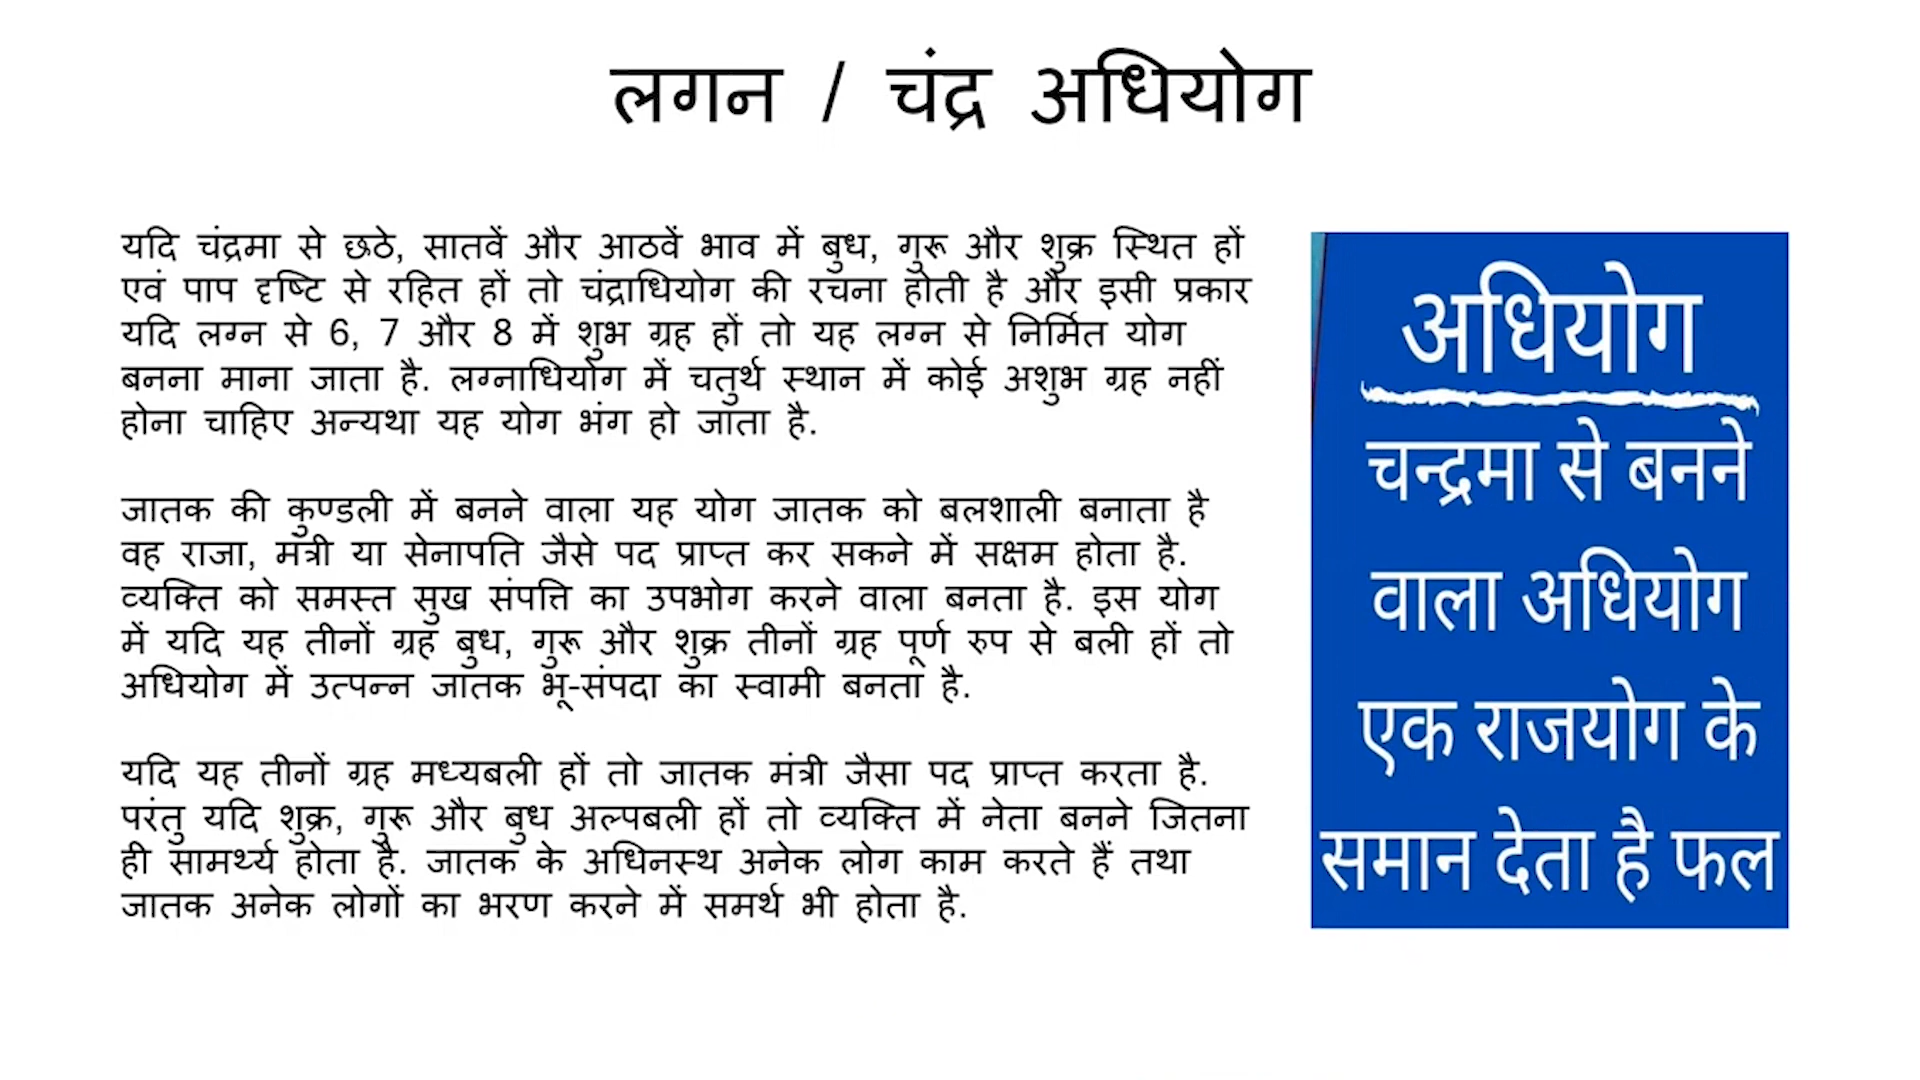 लगन / चंद्र अधियोग
यदि चंद्रमा से छठे, सातवें और आठवें भाव में बुध, गुरू और शुक्र स्थित हों
एवं पाप दृष्टि से रहित हों तो चंद्राधियोग की रचना होती है और इसी प्रकार
यदि लग्न से 6, 7 और 8 में शुभ ग्रह हों तो यह लग्न से निर्मित योग
बनना माना जाता है. लग्नाधियोग में चतुर्थ स्थान में कोई अशुभ ग्रह नहीं
होना चाहिए अन्यथा यह योग भंग हो जाता है.
जातक की कुण्डली में बनने वाला यह योग जातक को बलशाली बनाता है
वह राजा, मंत्री या सेनापति जैसे पद प्राप्त कर सकने में सक्षम होता है.
व्यक्ति को समस्त सुख संपत्ति का उपभोग करने वाला बनता है. इस योग
में यदि यह तीनों ग्रह बुध, गुरू और शुक्र तीनों ग्रह पूर्ण रुप से बली हों तो
अधियोग में उत्पन्न जातक भू-संपदा का स्वामी बनता है.
यदि यह तीनों ग्रह मध्यबली हों तो जातक मंत्री जैसा पद प्राप्त करता है.
परंतु यदि शुक्र, गुरू और बुध अल्पबली हों तो व्यक्ति में नेता बनने जितना
ही सामर्थ्य होता है. जातक के अधिनस्थ अनेक लोग काम करते हैं तथा
जातक अनेक लोगों का भरण करने में समर्थ भी होता है.
अधियोग
चन्द्रमा से बनने
वाला अधियोग
एक राजयोग के
समान देता है फल